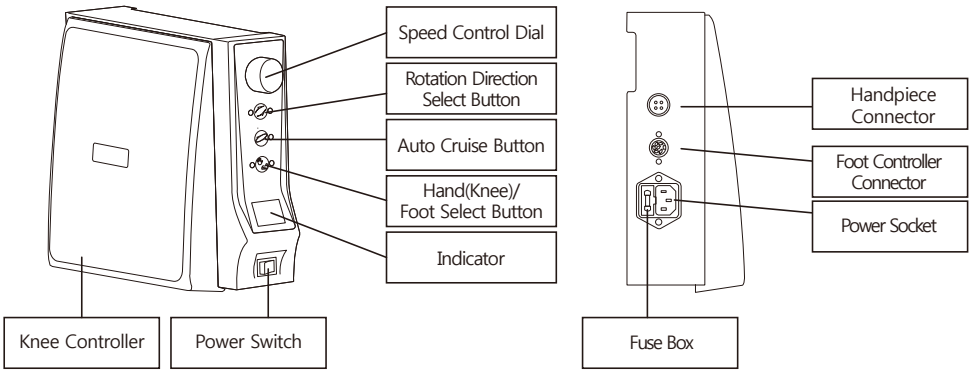 Speed Control Dial
Rotation Direction
Select Button
Auto Cruise Button
Hand(Knee)/
Foot Select Button
Indicator
Knee Controller
Power Switch
Handpiece
Connector
Foot Controller
Connector
Power Socket
Fuse Box